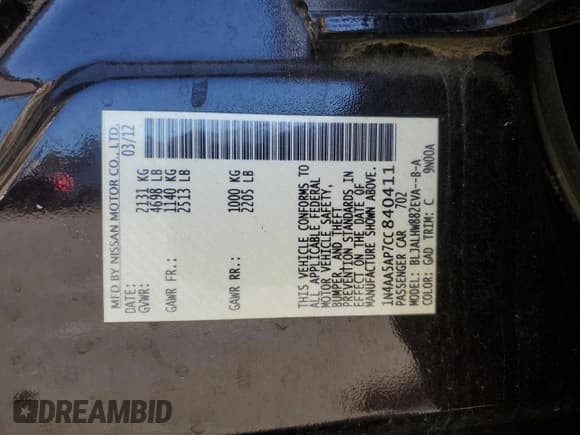 MFD BY NISSAN MOTOR CO., LTD.
DATE: 03/12
GVWR: 2131 KG
4698 LB
GAWR FR: 1140 KG
2513 LB
GAWR RR: 1000 KG
2205 LB
THIS VEHICLE CONFORMS TO
ALL APPLICABLE FEDERAL
MOTOR VEHICLE SAFETY,
BUMPER, AND THEFT
PREVENTION STANDARDS IN
EFFECT ON THE DATE OF
MANUFACTURE SHOWN ABOVE.
1N4AA5AP7CC840411
PASSENGER CAR 702
MODEL: BLJALHW882EVA--B-A
COLOR: GAD TRIM: C 9N00A
DREAMBID